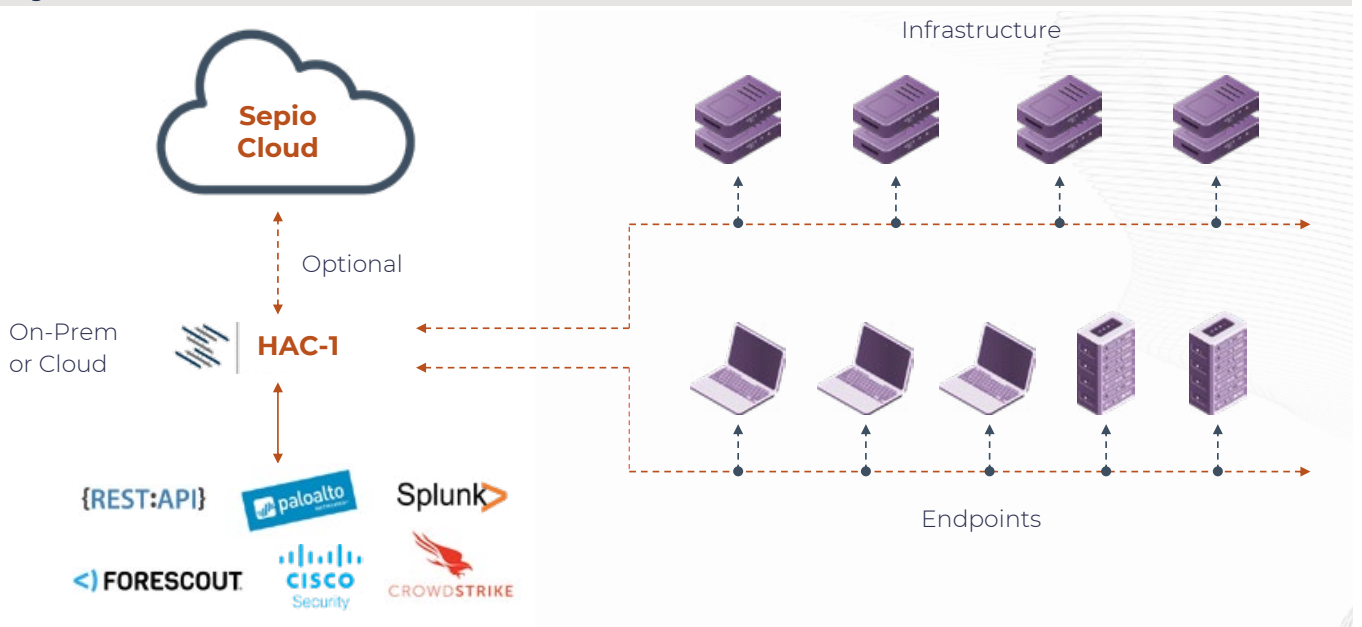 Infrastructure
Sepio
Cloud
Optional
On-Prem
or Cloud
HAC-1
{REST:API}
paloalto
Splunk>
Endpoints
<) FORESCOUT.
CISCO
Security
CROWDSTRIKE